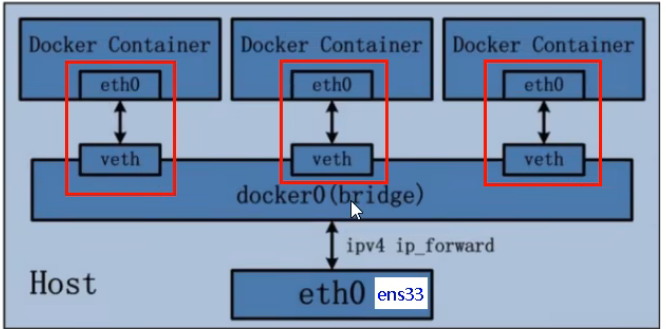 Docker Container Docker Container Docker Container
eth0 eth0 eth0
veth veth veth
docker0(bridge)
ipv4 ip_forward
Host
eth0 ens33